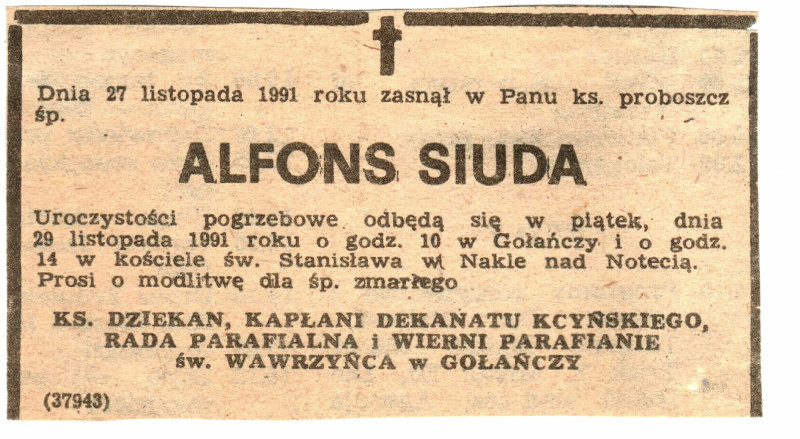 Dnia 27 listopada 1991 roku zasnął w Panu ks. proboszcz
śp.
ALFONS SIUDA
Uroczystości pogrzebowe odbędą się w piątek, dnia
29 listopada 1991 roku o godz. 10 w Gołańczy i o godz.
14 w kościele św. Stanisława w Nakle nad Notecią.
Prosi o modlitwę dla śp. zmarłego
KS. DZIEKAN, KAPŁANI DEKANATU KCYŃSKIEGO,
RADA PARAFIALNA i WIERNI PARAFIANIE
św. WAWRZYŃCA w GOŁAŃCZY
(37943)